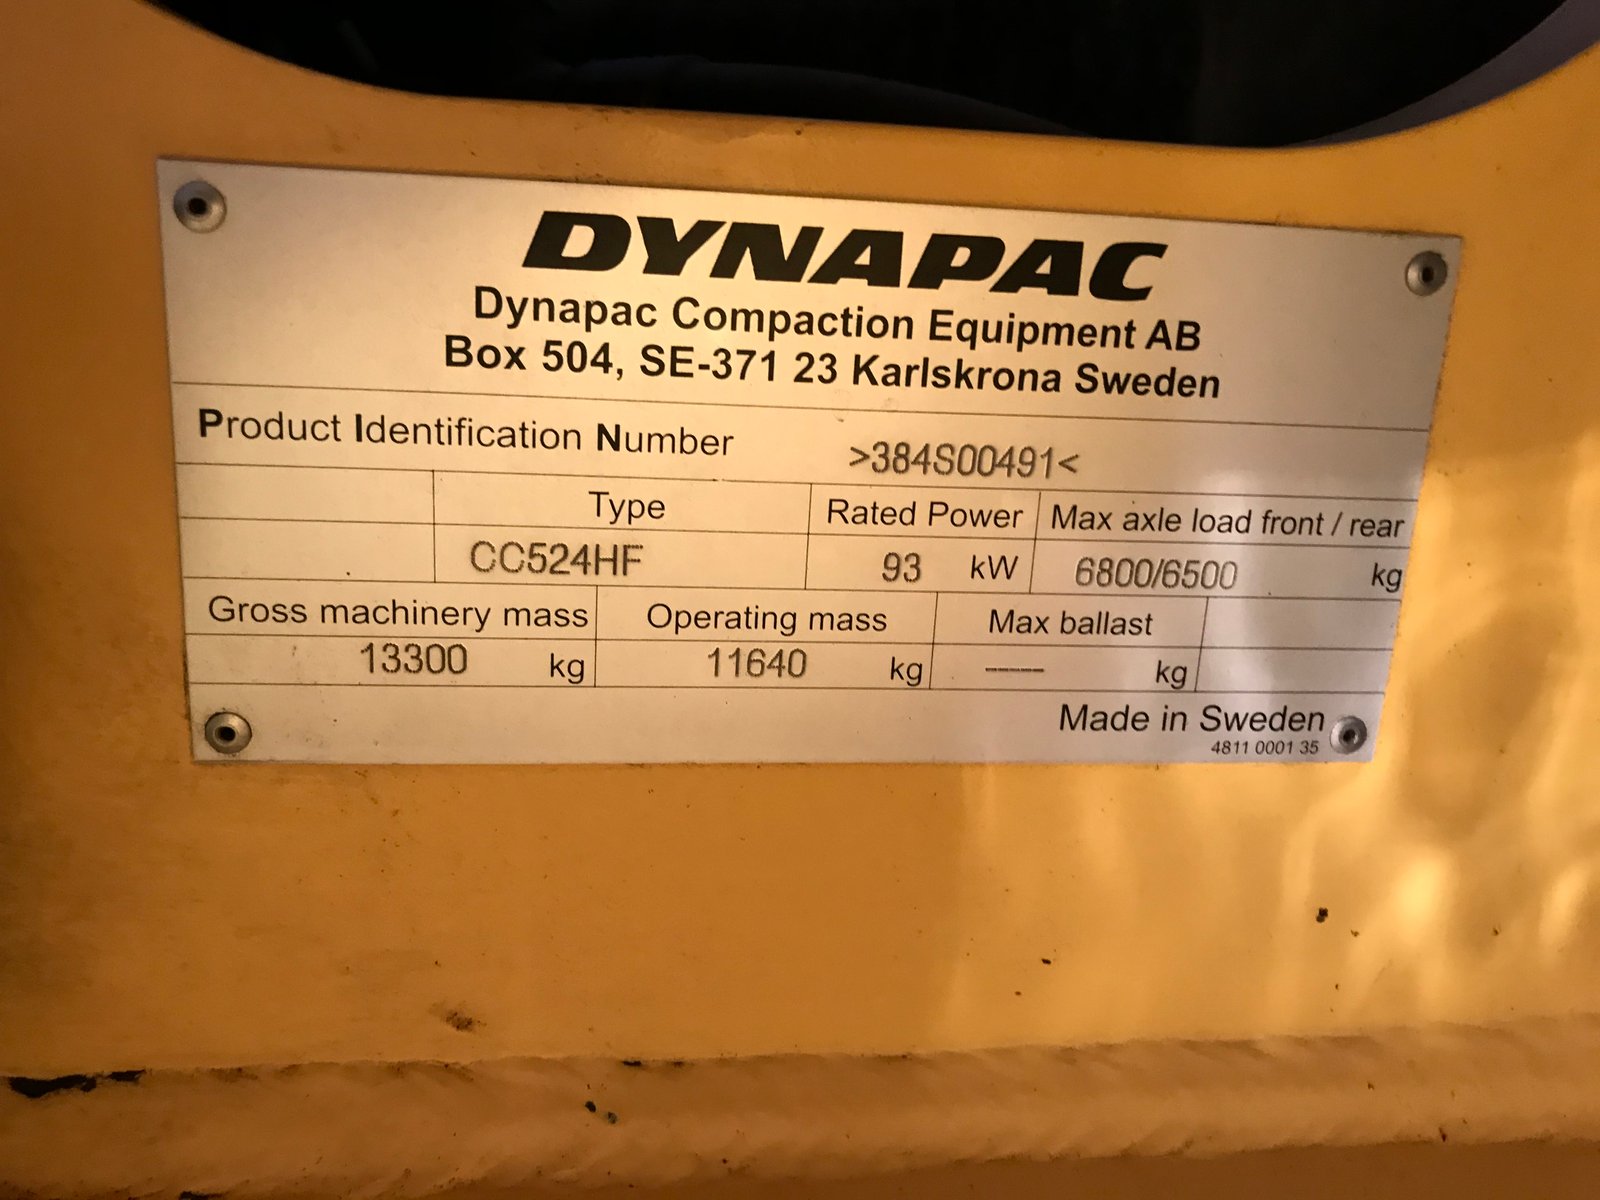 DYNAPAC
Dynapac Compaction Equipment AB
Box 504, SE-371 23 Karlskrona Sweden
Product Identification Number >384S00491<
Type Rated Power Max axle load front / rear
CC524HF 93 kW 6800/6500 kg
Gross machinery mass Operating mass Max ballast
13300 kg 11640 kg ---- kg
Made in Sweden
4811 0001 35